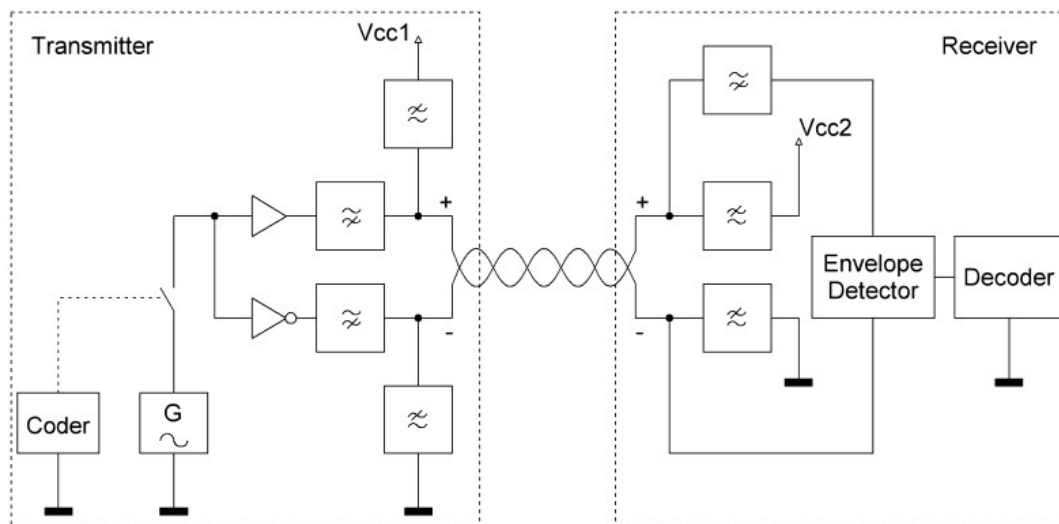 Transmitter
Vcc1
Receiver
Vcc2
+
+
Envelope
Detector
Decoder
-
-
Coder
G